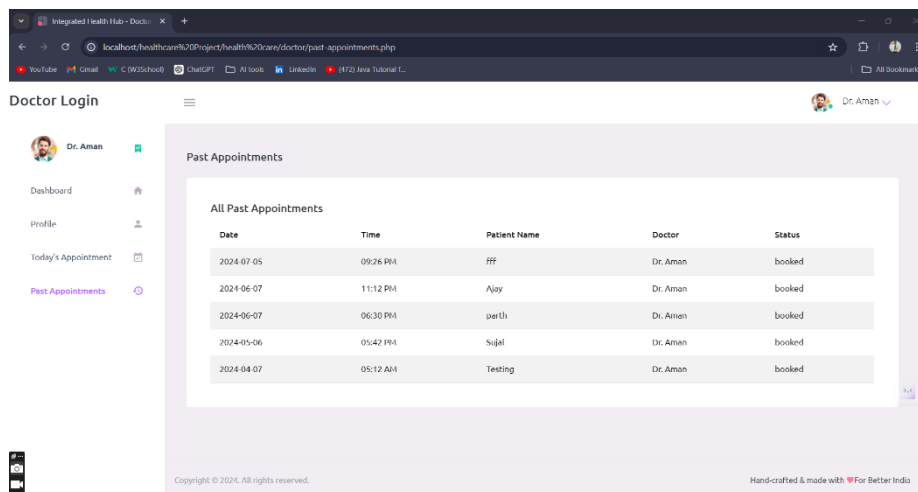 Integrated Health Hub - Doctor
localhost/healthcare%20Project/health%20care/doctor/past-appointments.php
YouTube Gmail C (W3School) ChatGPT AI tools LinkedIn (472) Java Tutorial T... All Bookmark
Doctor Login
Dr. Aman
Dr. Aman
Dashboard
Profile
Today's Appointment
Past Appointments
Past Appointments
All Past Appointments
Date Time Patient Name Doctor Status
2024-07-05 09:26 PM fff Dr. Aman booked
2024-06-07 11:12 PM Ajay Dr. Aman booked
2024-06-07 06:30 PM parth Dr. Aman booked
2024-05-06 05:42 PM Sujal Dr. Aman booked
2024-04-07 05:12 AM Testing Dr. Aman booked
Copyright © 2024. All rights reserved. Hand-crafted & made with ❤For Better India